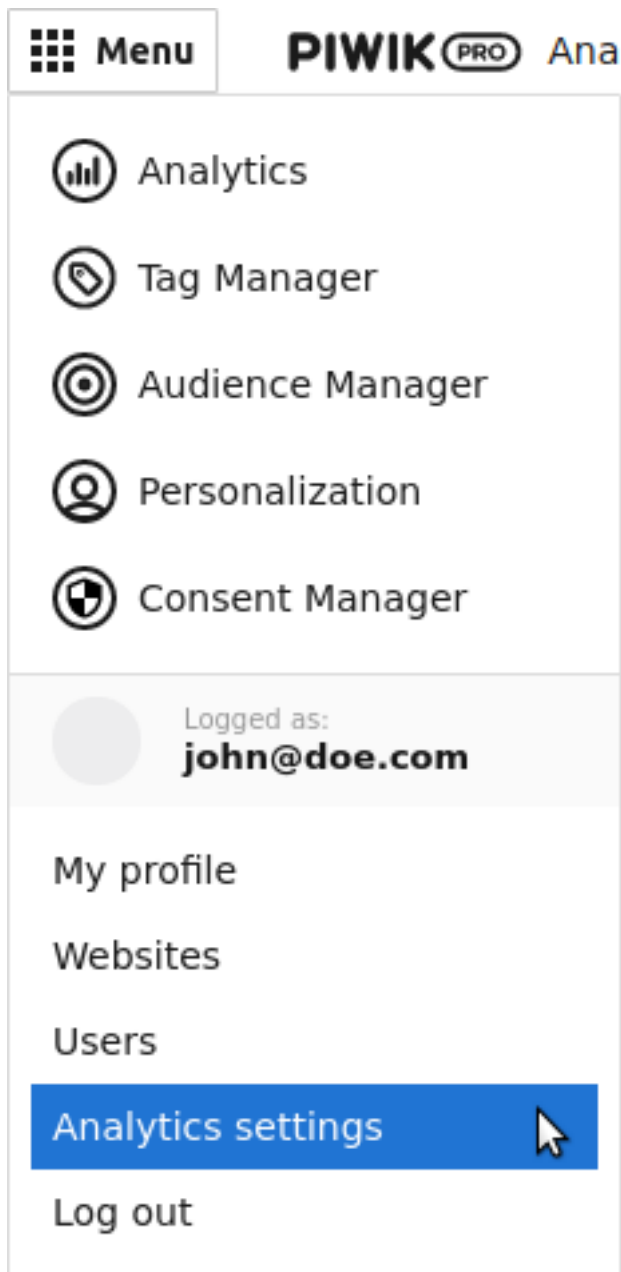 Menu
PIWIK PRO Ana
Analytics
Tag Manager
Audience Manager
Personalization
Consent Manager
Logged as:
john@doe.com
My profile
Websites
Users
Analytics settings
Log out